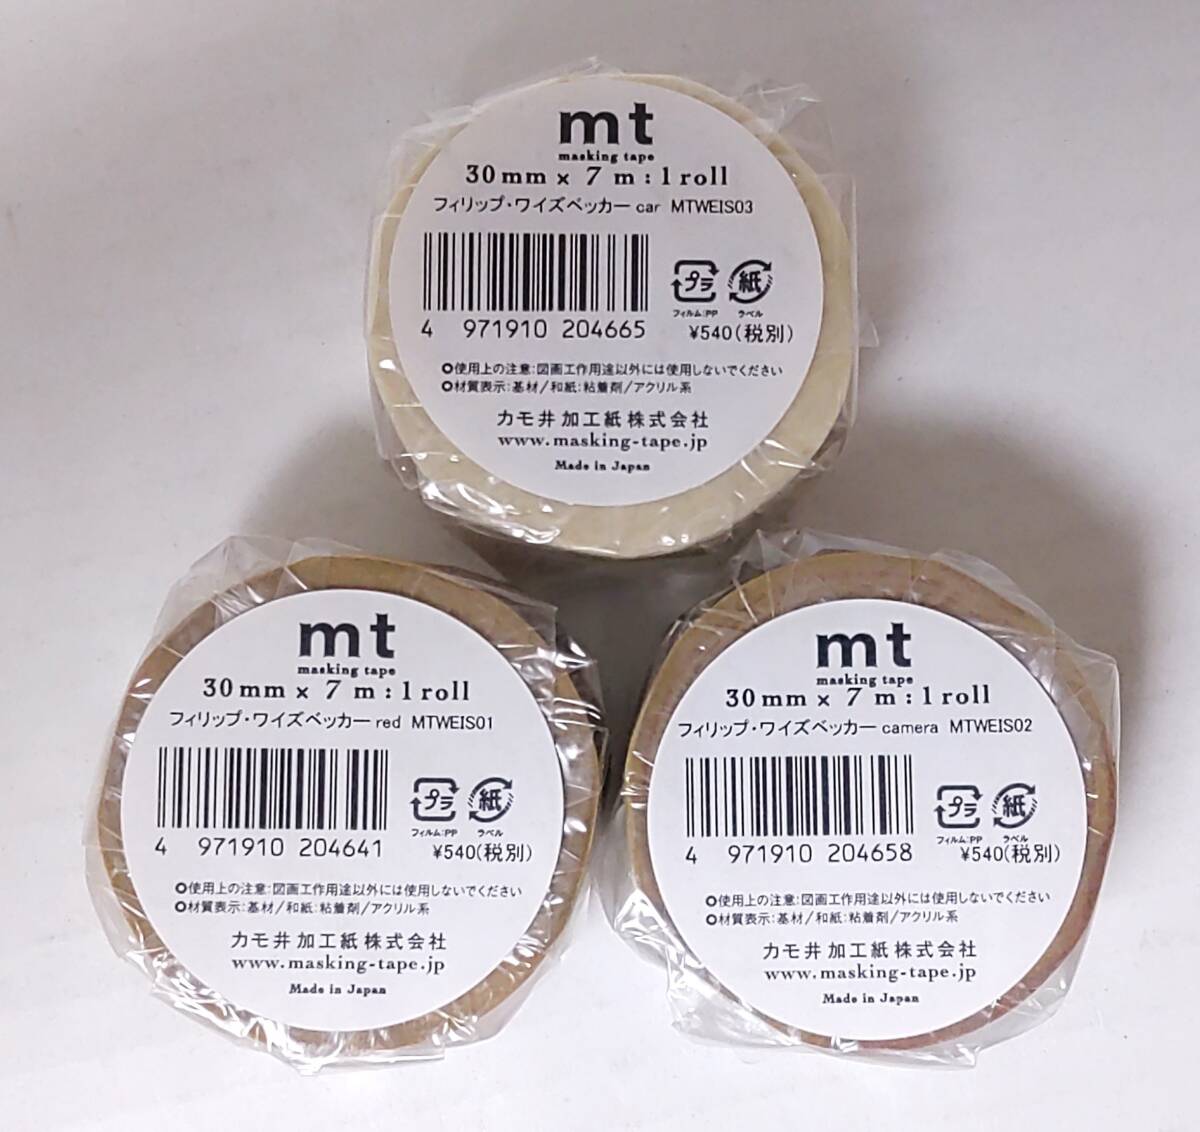 mt
masking tape
30mm × 7 m : 1 roll
フィリップ・ワイズベッカー car MTWEIS03
プラ 紙
フィルム:PP ラベル
4 971910 204665 ¥540(税別)
◎使用上の注意:図画工作用途以外には使用しないでください
◎材質表示:基材/和紙:粘着剤/アクリル系
カモ井加工紙株式会社
www.masking-tape.jp
Made in Japan
mt
masking tape
30mm × 7 m : 1 roll
フィリップ・ワイズベッカー red MTWEIS01
プラ 紙
フィルム:PP ラベル
4 971910 204641 ¥540(税別)
◎使用上の注意:図画工作用途以外には使用しないでください
◎材質表示:基材/和紙:粘着剤/アクリル系
カモ井加工紙株式会社
www.masking-tape.jp
Made in Japan
mt
masking tape
30mm × 7 m : 1 roll
フィリップ・ワイズベッカー camera MTWEIS02
プラ 紙
フィルム:PP ラベル
4 971910 204658 ¥540(税別)
◎使用上の注意:図画工作用途以外には使用しないでください
◎材質表示:基材/和紙:粘着剤/アクリル系
カモ井加工紙株式会社
www.masking-tape.jp
Made in Japan